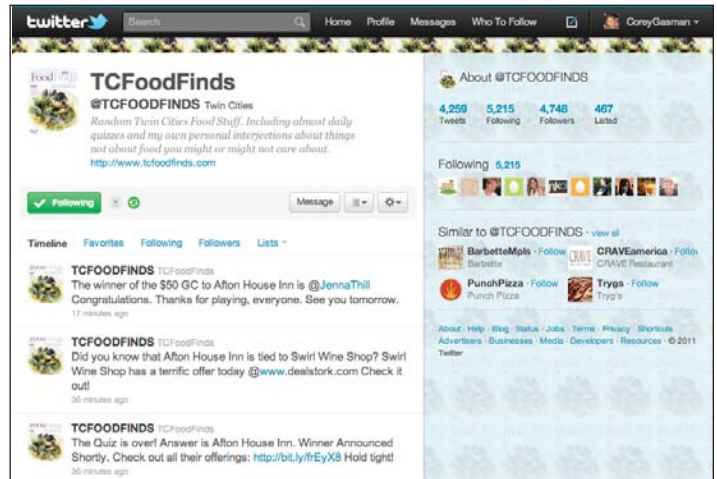 twitter Search Home Profile Messages Who To Follow CoreyGasman
Food
TCFoodFinds
@TCFOODFINDS Twin Cities
Random Twin Cities Food Stuff. Including almost daily
quizzes and my own personal interjections about things
not about food you might or might not care about.
http://www.tcfoodfinds.com
Following
Message
Timeline Favorites Following Followers Lists
TCFOODFINDS TCFoodFinds
The winner of the $50 GC to Afton House Inn is @JennaThill
Congratulations. Thanks for playing, everyone. See you tomorrow.
17 minutes ago
TCFOODFINDS TCFoodFinds
Did you know that Afton House Inn is tied to Swirl Wine Shop? Swirl
Wine Shop has a terrific offer today @www.dealstork.com Check it
out!
36 minutes ago
TCFOODFINDS TCFoodFinds
The Quiz is over! Answer is Afton House Inn. Winner Announced
Shortly. Check out all their offerings: http://bit.ly/frEyX8 Hold tight!
36 minutes ago
About @TCFOODFINDS
4,259 5,215 4,748 467
Tweets Following Followers Listed
Following 5,215
Similar to @TCFOODFINDS · view all
BarbetteMpls · Follow
Barbette
CRAVE
CRAVEamerica · Follow
CRAVE Restaurant
PunchPizza · Follow
Punch Pizza
Trygs · Follow
Tryg's
About · Help · Blog · Status · Jobs · Terms · Privacy · Shortcuts
Advertisers · Businesses · Media · Developers · Resources · © 2011
Twitter